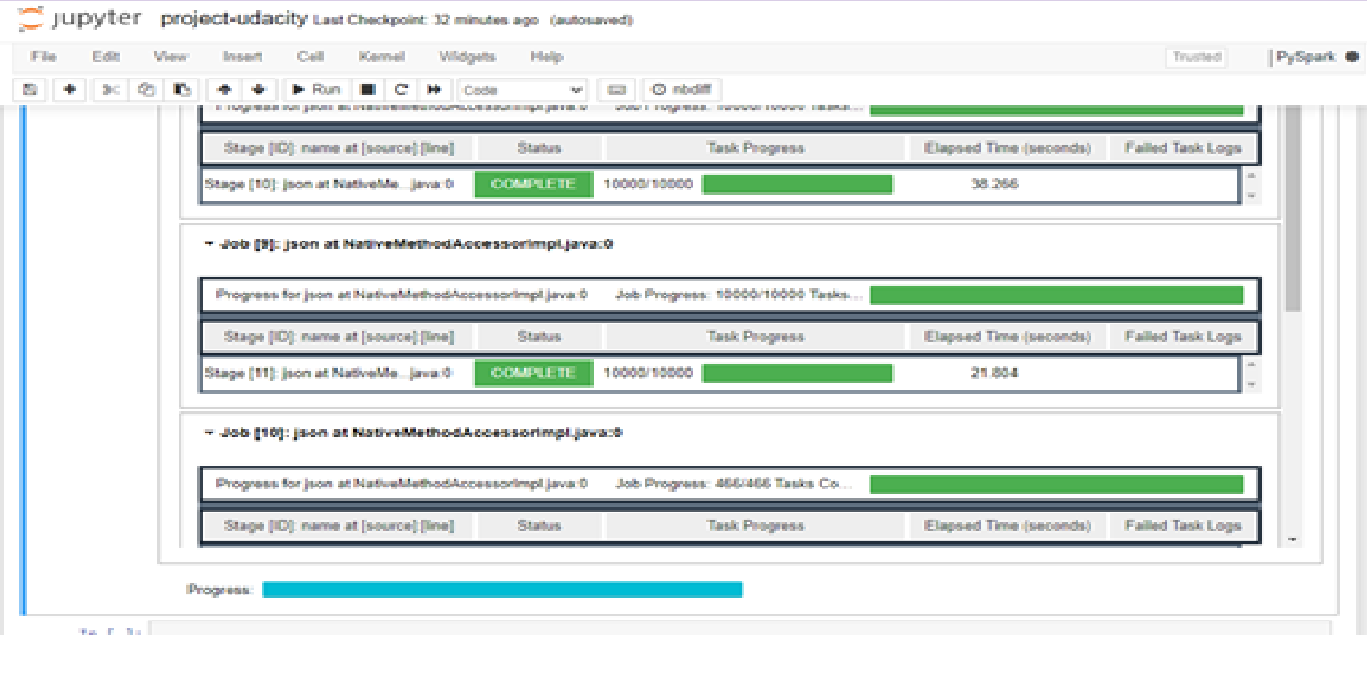 jupyter project-udacity Last Checkpoint: 32 minutes ago (autosaved)
File Edit View Insert Cell Kernel Widgets Help Trusted PySpark
Run Code nbdiff
Progress for json at NativeMethodAccessorImpl.java:0 Job Progress: 10000/10000 Tasks...
Stage [ID]: name at [source]:[line] Status Task Progress Elapsed Time (seconds) Failed Task Logs
Stage [10]: json at NativeMe...java:0 COMPLETE 10000/10000 38.266
Job [9]: json at NativeMethodAccessorImpl.java:0
Progress for json at NativeMethodAccessorImpl.java:0 Job Progress: 10000/10000 Tasks...
Stage [ID]: name at [source]:[line] Status Task Progress Elapsed Time (seconds) Failed Task Logs
Stage [11]: json at NativeMe...java:0 COMPLETE 10000/10000 21.804
Job [10]: json at NativeMethodAccessorImpl.java:0
Progress for json at NativeMethodAccessorImpl.java:0 Job Progress: 466/466 Tasks Co...
Stage [ID]: name at [source]:[line] Status Task Progress Elapsed Time (seconds) Failed Task Logs
Progress: